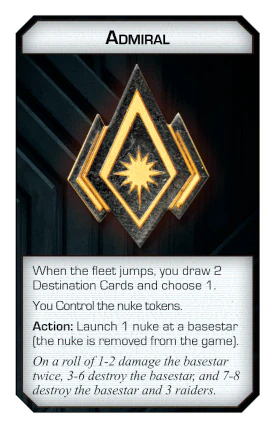 ADMIRAL
When the fleet jumps, you draw 2
Destination Cards and choose 1.
You Control the nuke tokens.
Action: Launch 1 nuke at a basestar
(the nuke is removed from the game).
On a roll of 1-2 damage the basestar
twice, 3-6 destroy the basestar, and 7-8
destroy the basestar and 3 raiders.